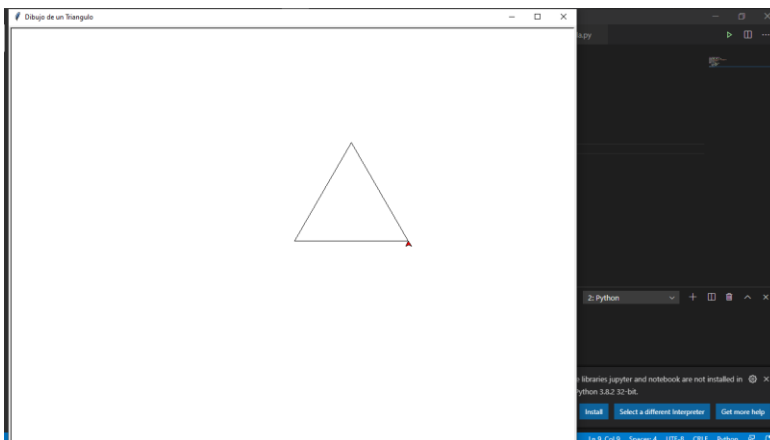 Dibujo de un Triangulo
la.py
2: Python
e libraries jupyter and notebook are not installed in
Python 3.8.2 32-bit.
Install Select a different Interpreter Get more help
Ln 9, Col 9 Spaces: 4 UTF-8 CRLF Python